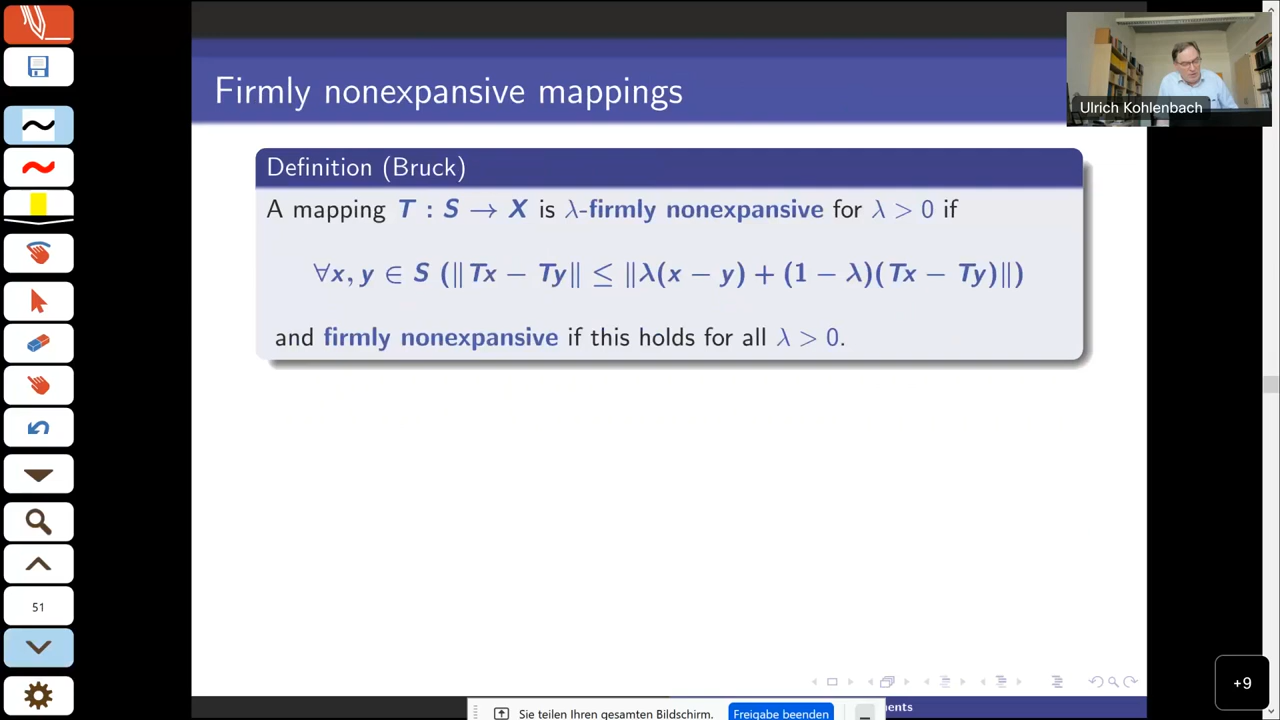 Firmly nonexpansive mappings
Ulrich Kohlenbach
Definition (Bruck)
A mapping T : S → X is λ-firmly nonexpansive for λ > 0 if
∀x, y ∈ S (‖Tx − Ty‖ ≤ ‖λ(x − y) + (1 − λ)(Tx − Ty)‖)
and firmly nonexpansive if this holds for all λ > 0.
51
+9
Sie teilen Ihren gesamten Bildschirm.
Freigabe beenden
ments